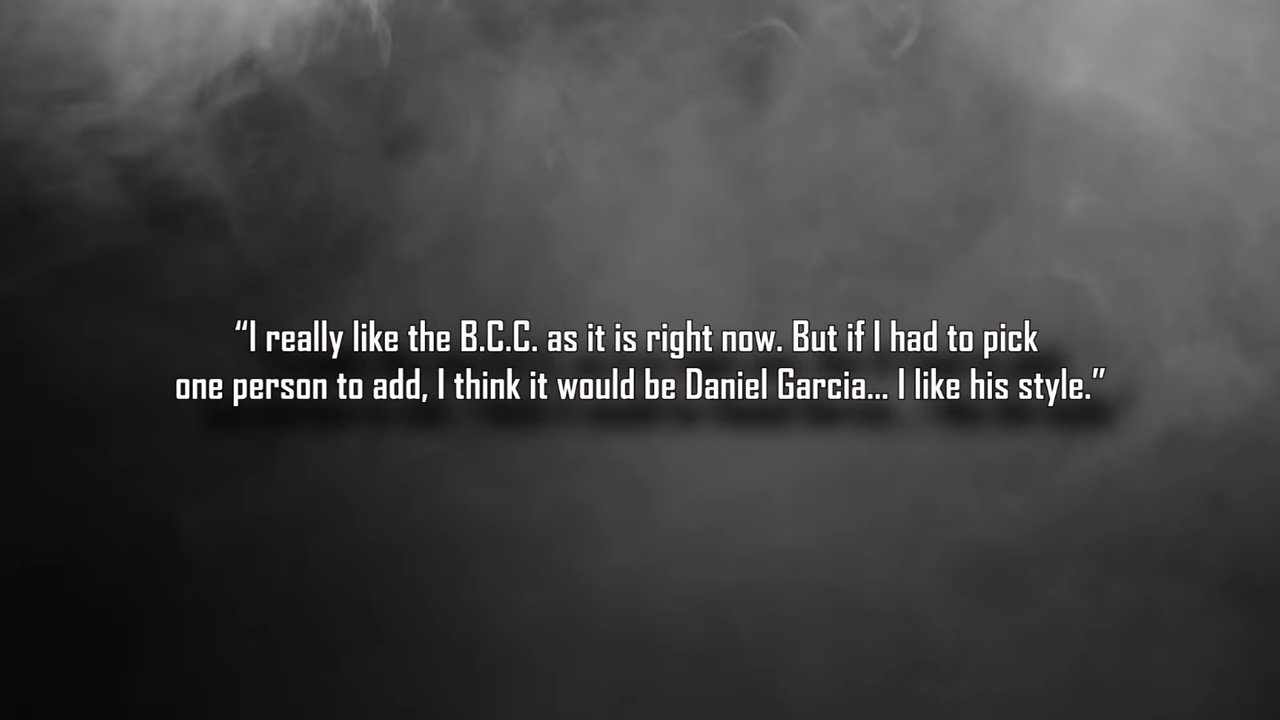 “I really like the B.C.C. as it is right now. But if I had to pick
one person to add, I think it would be Daniel Garcia... I like his style.”